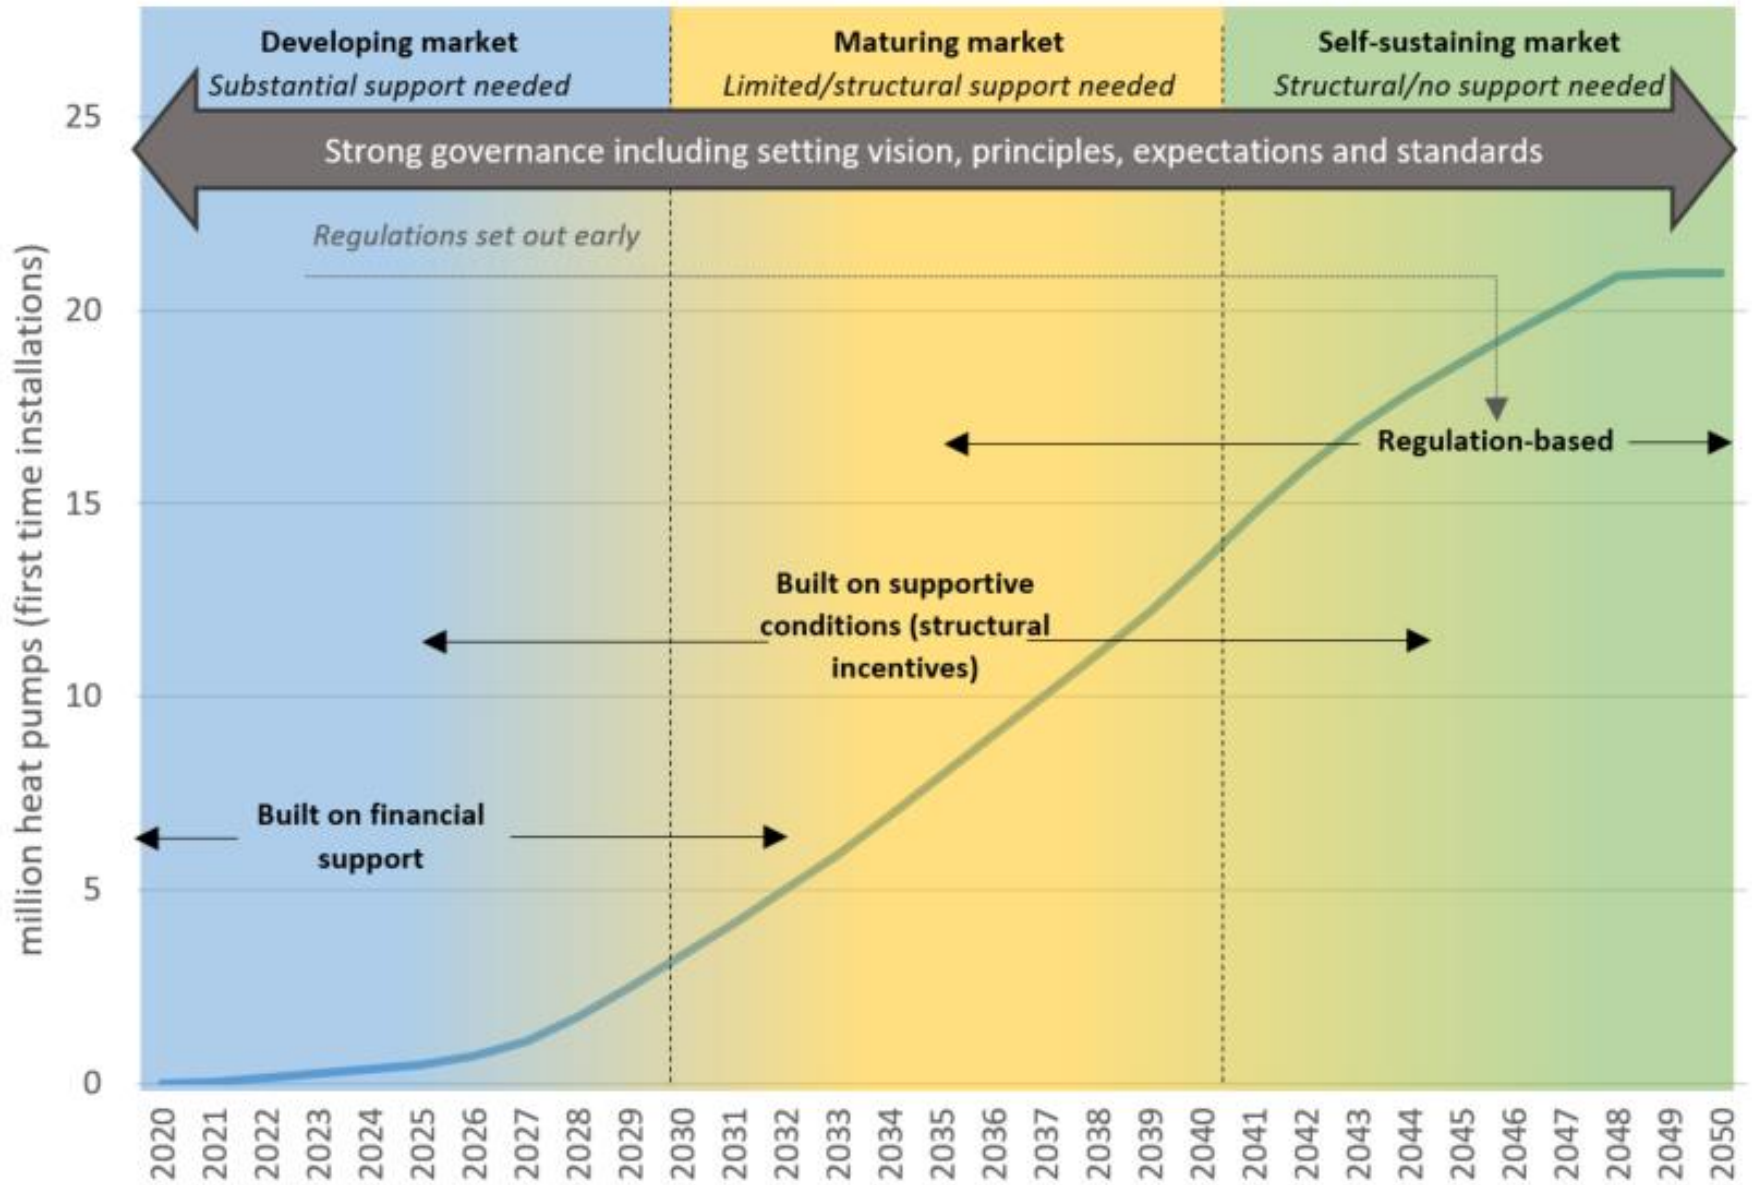 Developing market
Substantial support needed
Maturing market
Limited/structural support needed
Self-sustaining market
Structural/no support needed
Strong governance including setting vision, principles, expectations and standards
Regulations set out early
Regulation-based
Built on supportive
conditions (structural
incentives)
Built on financial
support
million heat pumps (first time installations)
25
20
15
10
5
0
2020
2021
2022
2023
2024
2025
2026
2027
2028
2029
2030
2031
2032
2033
2034
2035
2036
2037
2038
2039
2040
2041
2042
2043
2044
2045
2046
2047
2048
2049
2050